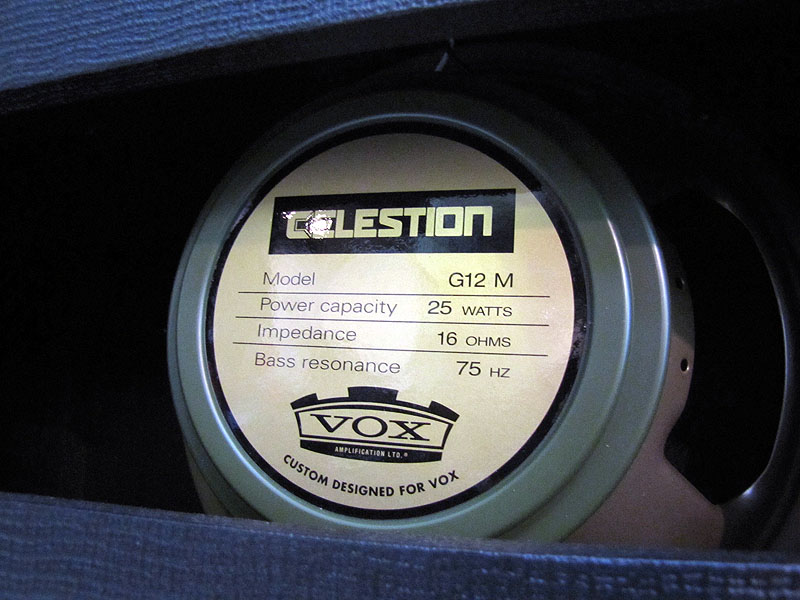 CELESTION
Model G12 M
Power capacity 25 WATTS
Impedance 16 OHMS
Bass resonance 75 HZ
VOX
AMPLIFICATION LTD.®
CUSTOM DESIGNED FOR VOX